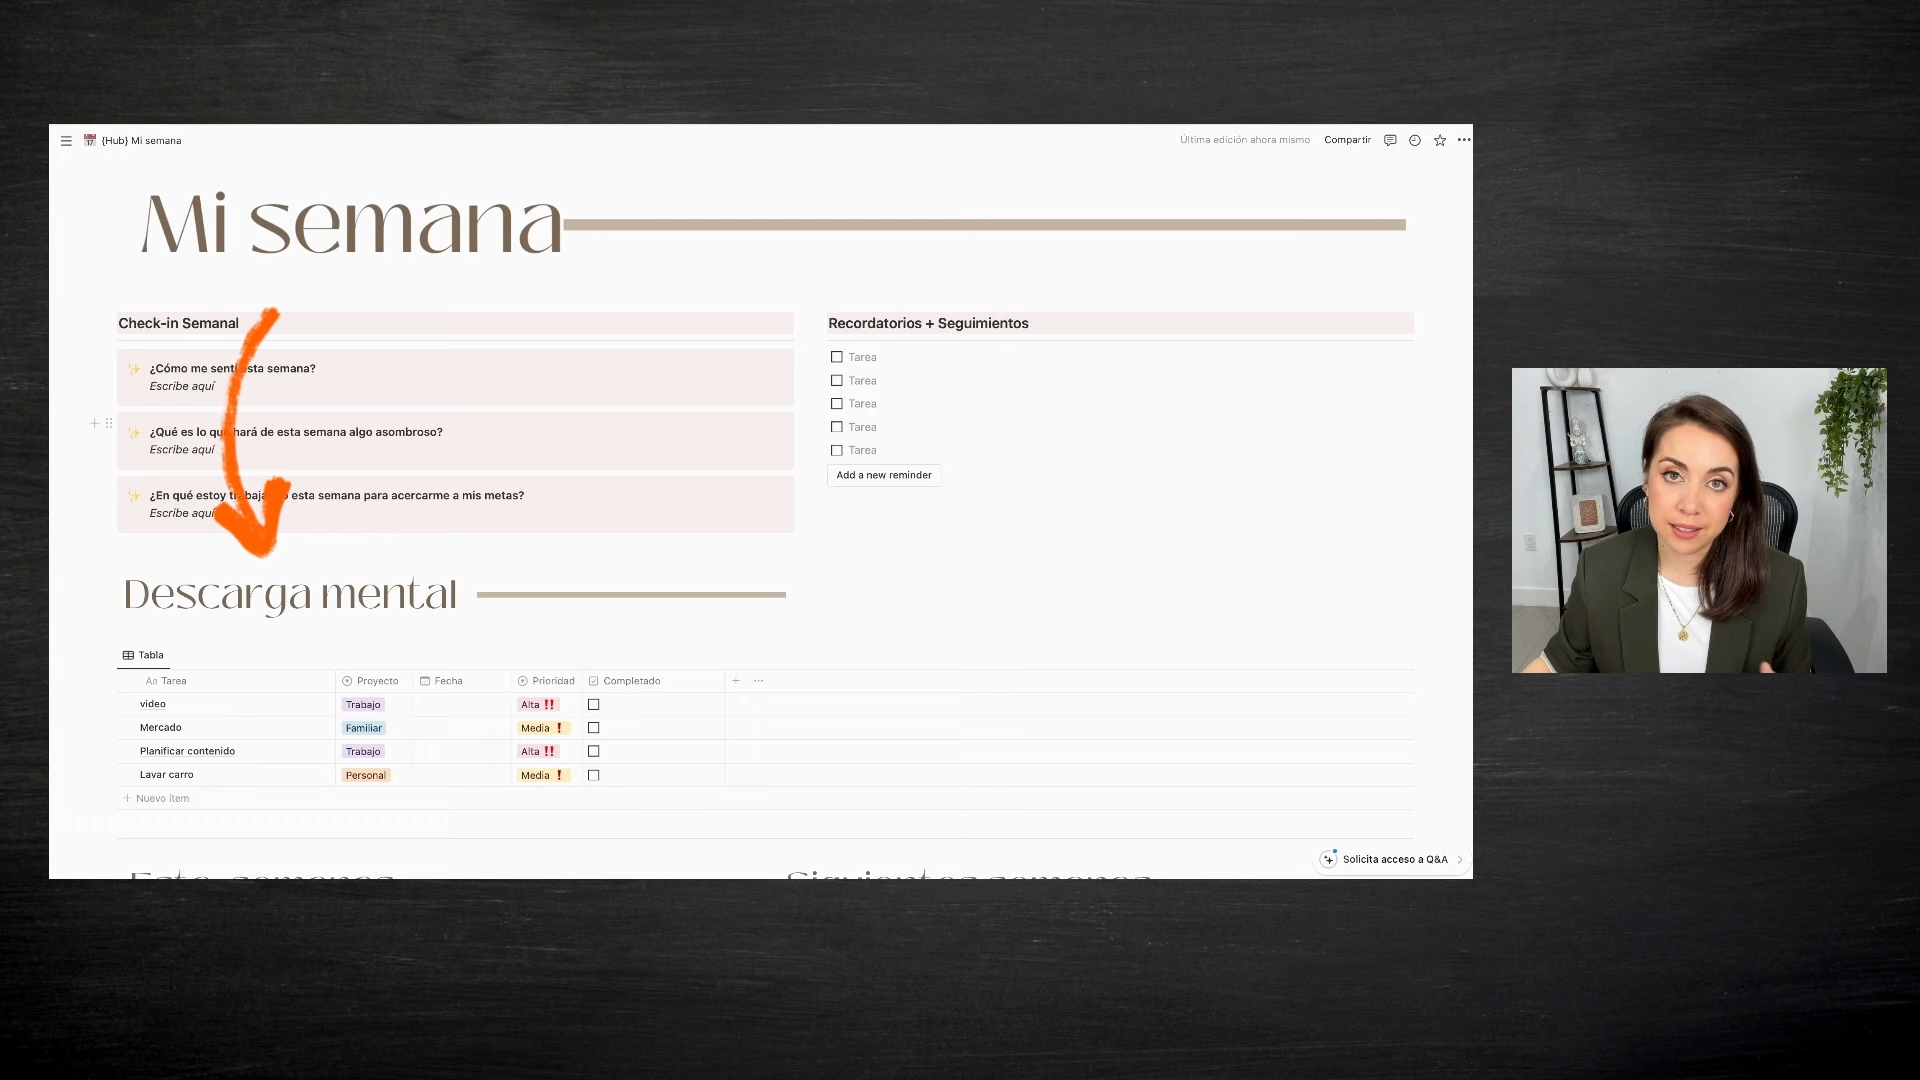 {Hub} Mi semana
Última edición ahora mismo
Compartir
Mi semana
Check-in Semanal
¿Cómo me sentí esta semana?
Escribe aquí
¿Qué es lo que hará de esta semana algo asombroso?
Escribe aquí
¿En qué estoy trabajando esta semana para acercarme a mis metas?
Escribe aquí
Recordatorios + Seguimientos
Tarea
Tarea
Tarea
Tarea
Tarea
Add a new reminder
Descarga mental
Tabla
Aa Tarea Proyecto Fecha Prioridad Completado
video Trabajo Alta ‼️
Mercado Familiar Media ❗
Planificar contenido Trabajo Alta ‼️
Lavar carro Personal Media ❗
+ Nuevo ítem
Solicita acceso a Q&A
Siguientes semanas